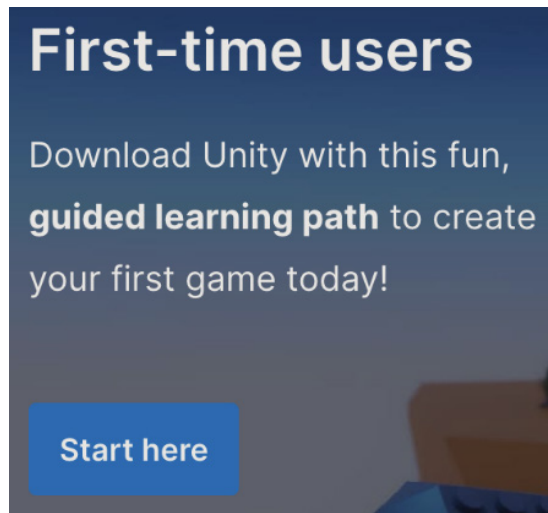 First-time users
Download Unity with this fun,
guided learning path to create
your first game today!
Start here